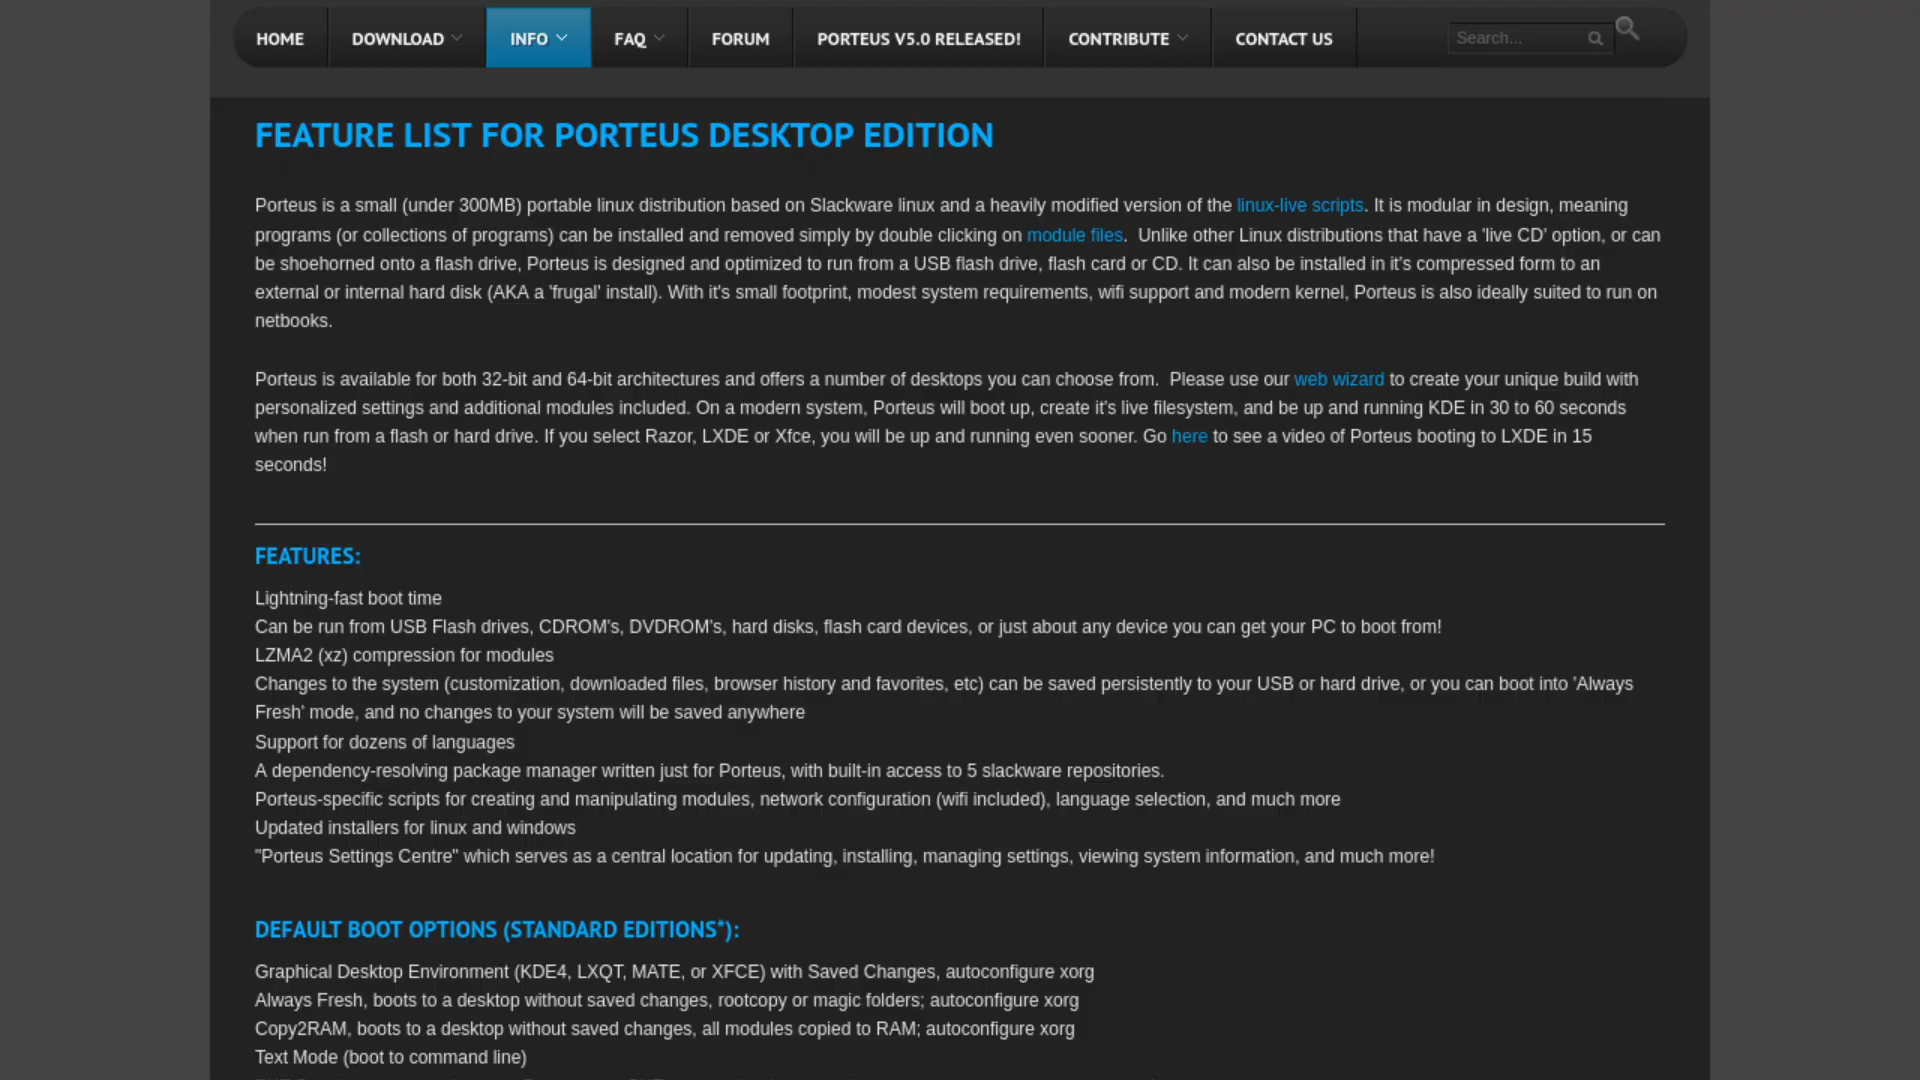 HOME DOWNLOAD INFO FAQ FORUM PORTEUS V5.0 RELEASED! CONTRIBUTE CONTACT US Search...
FEATURE LIST FOR PORTEUS DESKTOP EDITION
Porteus is a small (under 300MB) portable linux distribution based on Slackware linux and a heavily modified version of the linux-live scripts. It is modular in design, meaning
programs (or collections of programs) can be installed and removed simply by double clicking on module files.  Unlike other Linux distributions that have a 'live CD' option, or can
be shoehorned onto a flash drive, Porteus is designed and optimized to run from a USB flash drive, flash card or CD. It can also be installed in it's compressed form to an
external or internal hard disk (AKA a 'frugal' install). With it's small footprint, modest system requirements, wifi support and modern kernel, Porteus is also ideally suited to run on
netbooks.
Porteus is available for both 32-bit and 64-bit architectures and offers a number of desktops you can choose from.  Please use our web wizard to create your unique build with
personalized settings and additional modules included. On a modern system, Porteus will boot up, create it's live filesystem, and be up and running KDE in 30 to 60 seconds
when run from a flash or hard drive. If you select Razor, LXDE or Xfce, you will be up and running even sooner. Go here to see a video of Porteus booting to LXDE in 15
seconds!
FEATURES:
Lightning-fast boot time
Can be run from USB Flash drives, CDROM's, DVDROM's, hard disks, flash card devices, or just about any device you can get your PC to boot from!
LZMA2 (xz) compression for modules
Changes to the system (customization, downloaded files, browser history and favorites, etc) can be saved persistently to your USB or hard drive, or you can boot into 'Always
Fresh' mode, and no changes to your system will be saved anywhere
Support for dozens of languages
A dependency-resolving package manager written just for Porteus, with built-in access to 5 slackware repositories.
Porteus-specific scripts for creating and manipulating modules, network configuration (wifi included), language selection, and much more
Updated installers for linux and windows
"Porteus Settings Centre" which serves as a central location for updating, installing, managing settings, viewing system information, and much more!
DEFAULT BOOT OPTIONS (STANDARD EDITIONS*):
Graphical Desktop Environment (KDE4, LXQT, MATE, or XFCE) with Saved Changes, autoconfigure xorg
Always Fresh, boots to a desktop without saved changes, rootcopy or magic folders; autoconfigure xorg
Copy2RAM, boots to a desktop without saved changes, all modules copied to RAM; autoconfigure xorg
Text Mode (boot to command line)